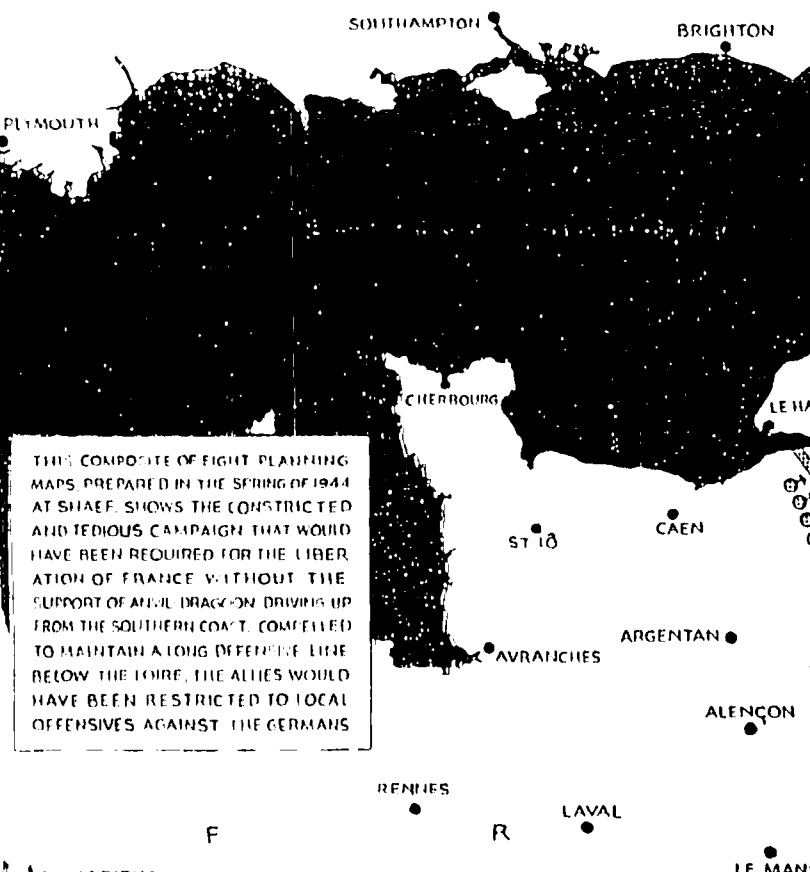 SOUTHAMPTON
BRIGHTON
PLYMOUTH
CHERBOURG
LE HA
THIS COMPOSITE OF EIGHT PLANNING
MAPS, PREPARED IN THE SPRING OF 1944
AT SHAEF, SHOWS THE CONSTRICTED
AND TEDIOUS CAMPAIGN THAT WOULD
HAVE BEEN REQUIRED FOR THE LIBER
ATION OF FRANCE WITHOUT THE
SUPPORT OF ANVIL-DRAGOON DRIVING UP
FROM THE SOUTHERN COAST. COMPELLED
TO MAINTAIN A LONG DEFENSIVE LINE
BELOW THE LOIRE, THE ALLIES WOULD
HAVE BEEN RESTRICTED TO LOCAL
OFFENSIVES AGAINST THE GERMANS
ST LÔ
CAEN
ARGENTAN
AVRANCHES
ALENÇON
RENNES
LAVAL
F R
LE MANS